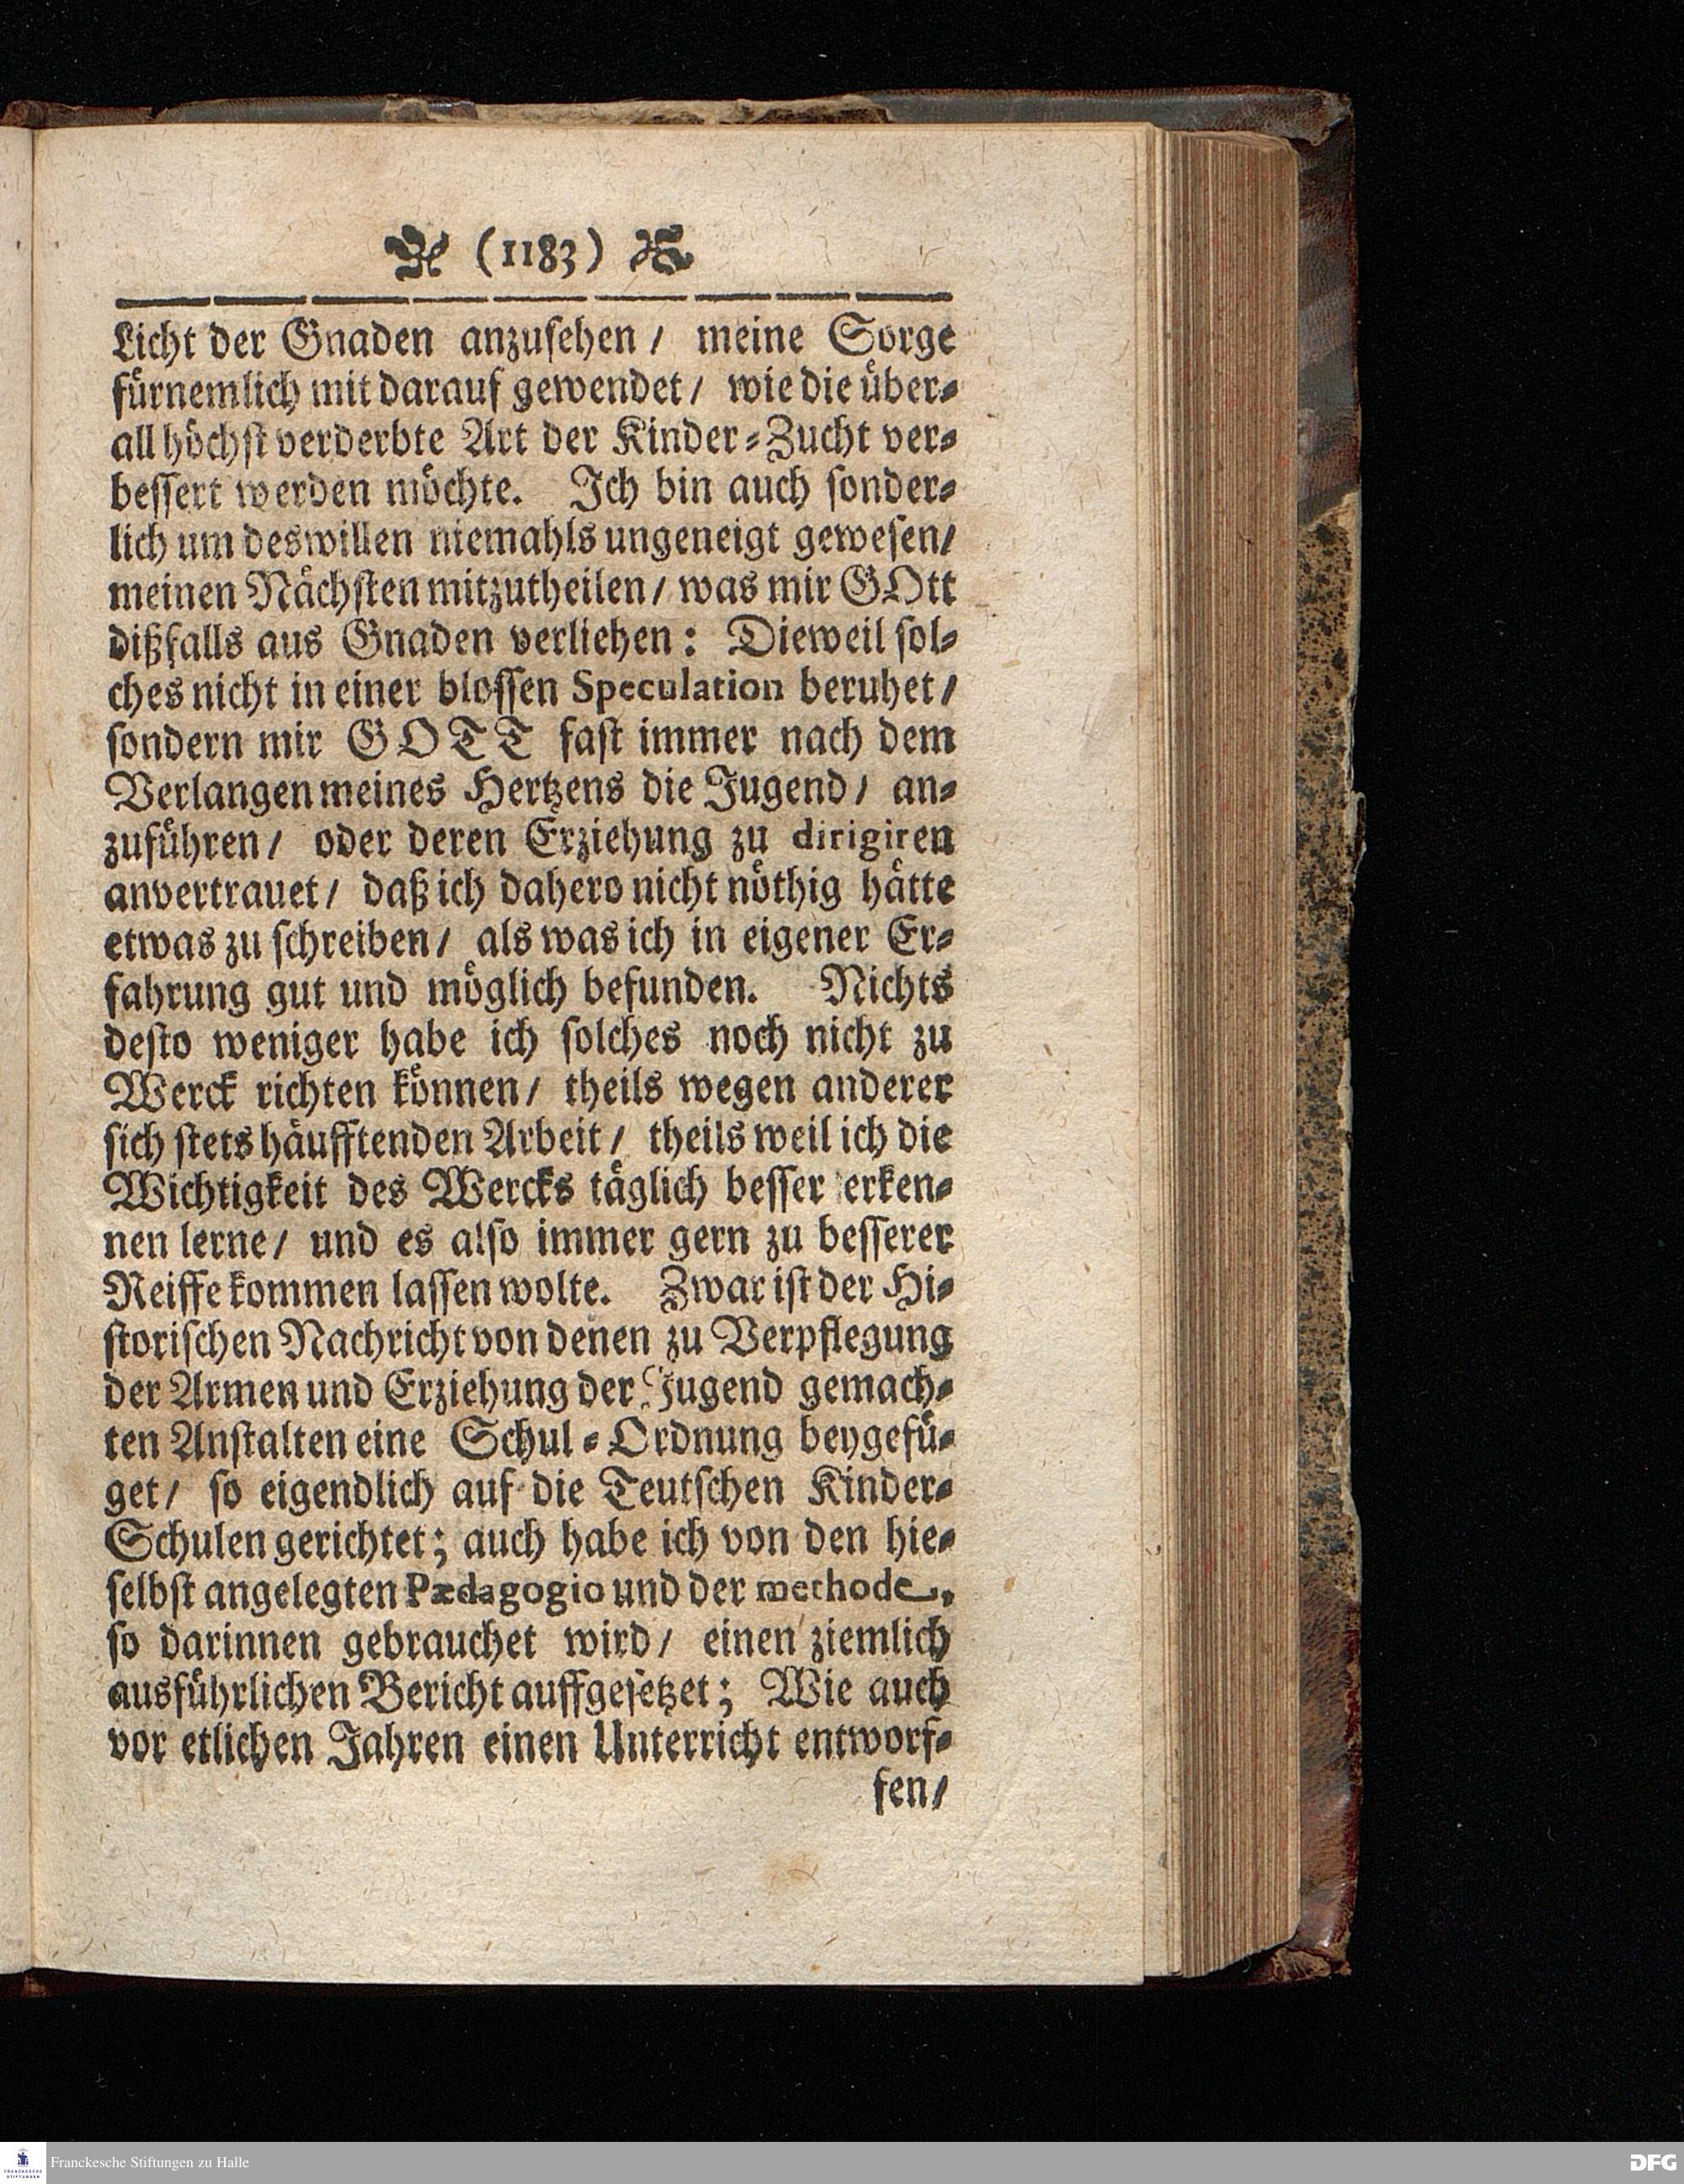 (1183)
Licht der Gnaden anzusehen / meine Sorge
fürnemlich mit darauf gewendet / wie die über-
all höchst verderbte Art der Kinder-Zucht ver-
bessert werden möchte. Ich bin auch sonder-
lich um deswillen niemahls ungeneigt gewesen/
meinen Nächsten mitzutheilen / was mir GOtt
dißfalls aus Gnaden verliehen: Dieweil sol-
ches nicht in einer blossen Speculation beruhet /
sondern mir GOTT fast immer nach dem
Verlangen meines Hertzens die Jugend / an-
zuführen / oder deren Erziehung zu dirigiren
anvertrauet / daß ich dahero nicht nöthig hätte
etwas zu schreiben / als was ich in eigener Er-
fahrung gut und möglich befunden. Nichts
desto weniger habe ich solches noch nicht zu
Werck richten können / theils wegen anderer
sich stets häufftenden Arbeit / theils weil ich die
Wichtigkeit des Wercks täglich besser erken-
nen lerne / und es also immer gern zu besserer
Reiffe kommen lassen wolte. Zwar ist der Hi-
storischen Nachricht von denen zu Verpflegung
der Armen und Erziehung der Jugend gemach-
ten Anstalten eine Schul-Ordnung beygefü-
get / so eigendlich auf die Teutschen Kinder-
Schulen gerichtet; auch habe ich von den hie-
selbst angelegten Pædagogio und der methode,
so darinnen gebrauchet wird / einen ziemlich
ausführlichen Bericht auffgesetzet; Wie auch
vor etlichen Jahren einen Unterricht entworf-
fen/
FRANCKESCHE STIFTUNGEN
Franckesche Stiftungen zu Halle
DFG